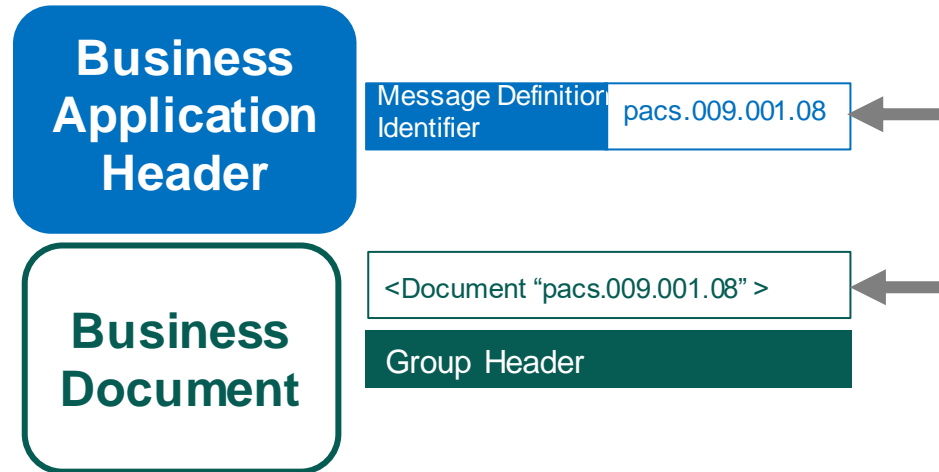 Business
Application
Header
Message Definition
Identifier
pacs.009.001.08
<Document “pacs.009.001.08” >
Business
Document
Group Header